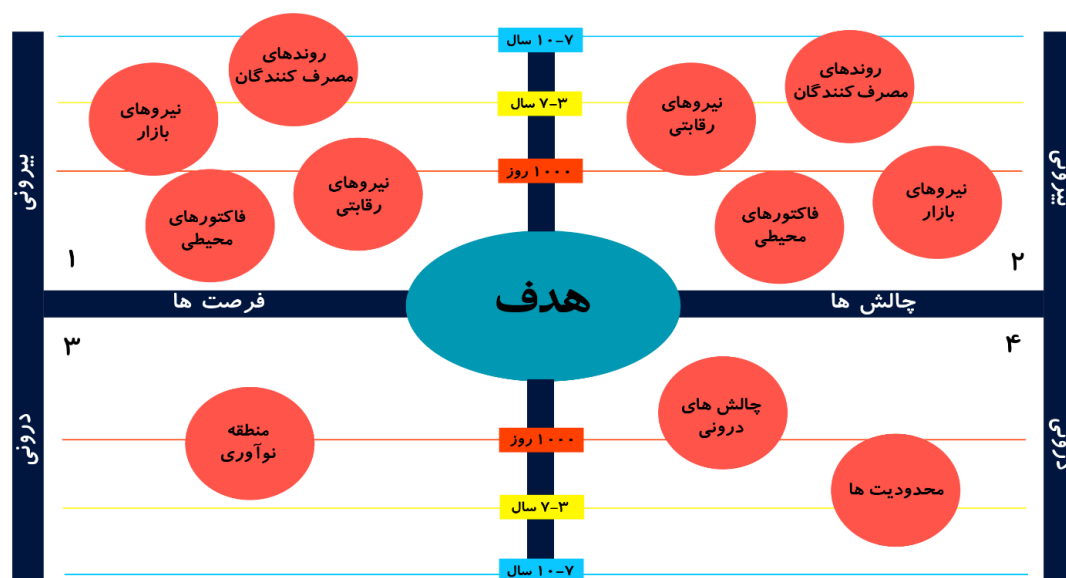 ۷-۱۰ سال
روندهای
مصرف کنندگان
روندهای
مصرف کنندگان
نیروهای
بازار
۳-۷ سال
نیروهای
رقابتی
بیرونی
۱۰۰۰ روز
بیرونی
نیروهای
رقابتی
نیروهای
بازار
فاکتورهای
محیطی
فاکتورهای
محیطی
۱
۲
فرصت ها
هدف
چالش ها
۳
۴
چالش های
درونی
درونی
منطقه
نوآوری
۱۰۰۰ روز
درونی
محدودیت ها
۳-۷ سال
۷-۱۰ سال